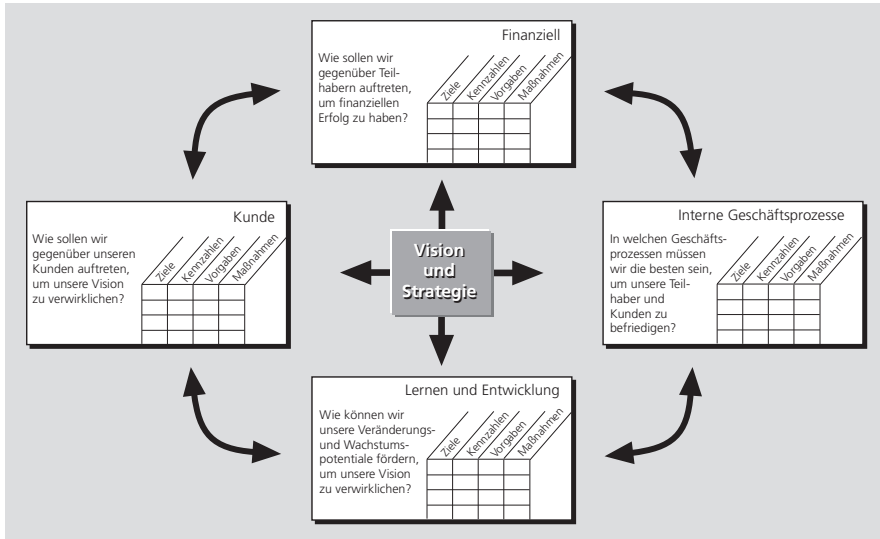 Finanziell
Wie sollen wir
gegenüber Teil-
habern auftreten,
um finanziellen
Erfolg zu haben?
Ziele
Kennzahlen
Vorgaben
Maßnahmen
Kunde
Wie sollen wir
gegenüber unseren
Kunden auftreten,
um unsere Vision
zu verwirklichen?
Ziele
Kennzahlen
Vorgaben
Maßnahmen
Vision
und
Strategie
Interne Geschäftsprozesse
In welchen Geschäfts-
prozessen müssen
wir die besten sein,
um unsere Teil-
haber und
Kunden zu
befriedigen?
Ziele
Kennzahlen
Vorgaben
Maßnahmen
Lernen und Entwicklung
Wie können wir
unsere Veränderungs-
und Wachstums-
potentiale fördern,
um unsere Vision
zu verwirklichen?
Ziele
Kennzahlen
Vorgaben
Maßnahmen